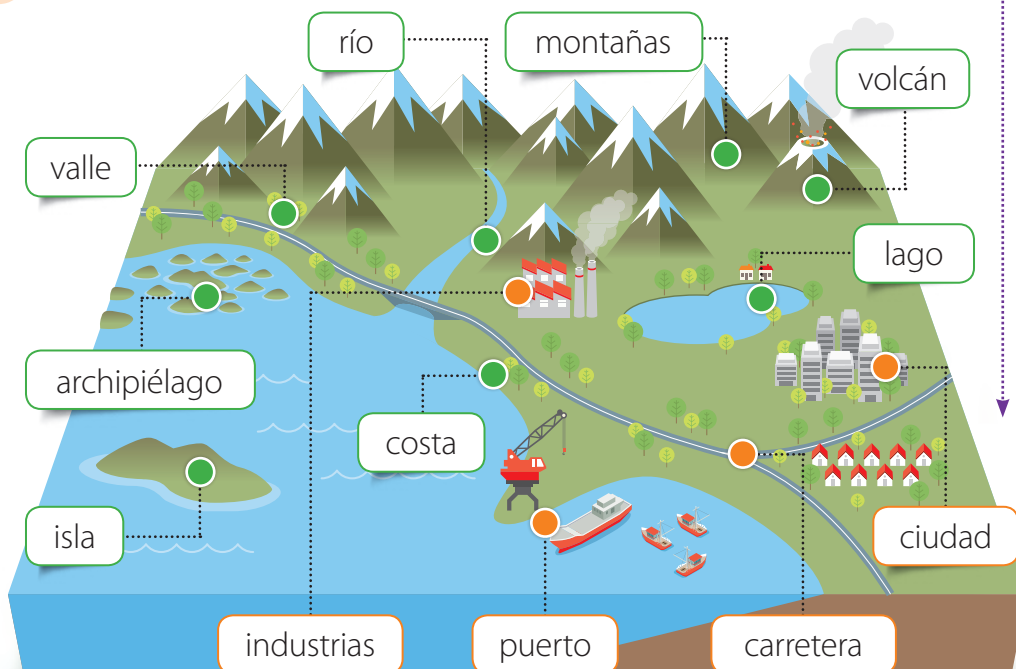 río
montañas
volcán
valle
lago
archipiélago
costa
isla
ciudad
industrias
puerto
carretera